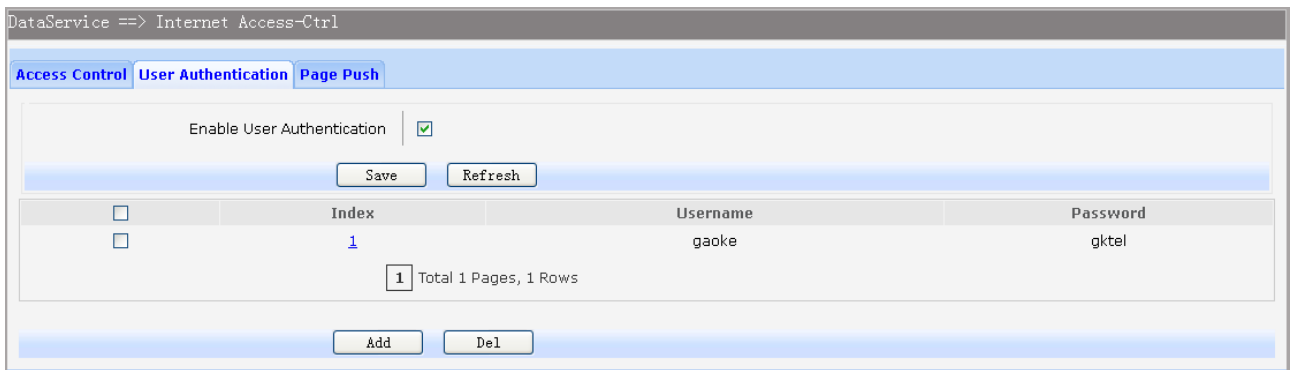 DataService ==> Internet Access-Ctrl
Access Control User Authentication Page Push
Enable User Authentication
Save Refresh
Index Username Password
1 gaoke gktel
1 Total 1 Pages, 1 Rows
Add Del